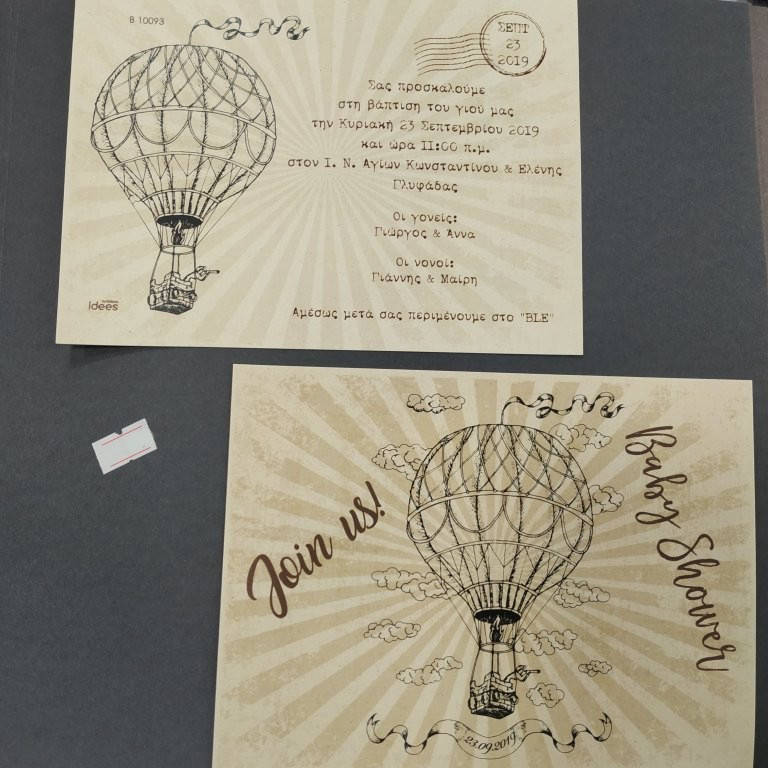 B 10093
ΣΕΠΤ
23
2019
Σας προσκαλούμε
στη βάπτιση του γιού μας
την Κυριακή 23 Σεπτεμβρίου 2019
και ώρα 11:00 π.μ.
στον Ι. Ν. Αγίων Κωνσταντίνου & Ελένης
Γλυφάδας
Οι γονείς:
Γιώργος & Άννα
Οι νονοί:
Γιάννης & Μαίρη
Αμέσως μετά σας περιμένουμε στο "BLE"
idees
Join us!
Baby Shower
23.09.2019